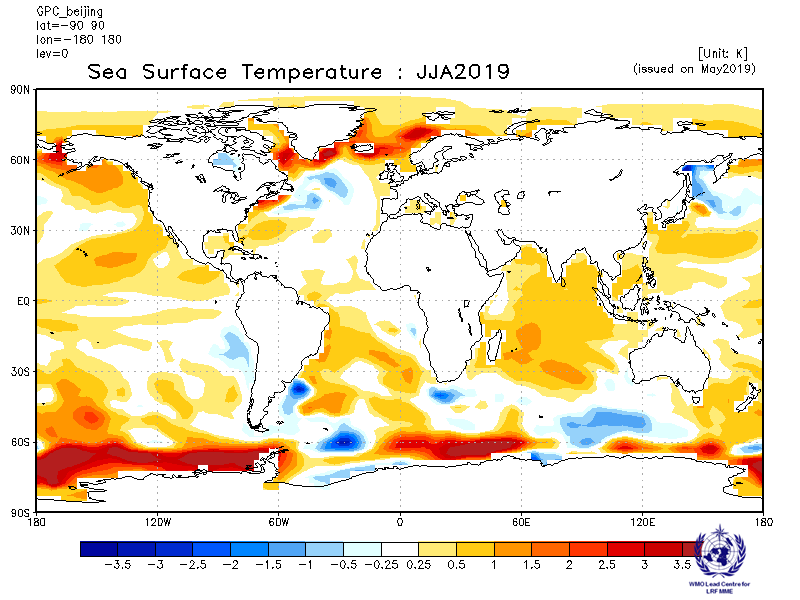 GPC_beijing
lat=-90 90
lon=-180 180
lev=0
[Unit: K]
Sea Surface Temperature : JJA2019
(issued on May2019)
90N
60N
30N
EQ
30S
60S
90S
180 120W 60W 0 60E 120E 180
-3.5 -3 -2.5 -2 -1.5 -1 -0.5 -0.25 0.25 0.5 1 1.5 2 2.5 3 3.5
WMO Lead Centre for
LRF MME